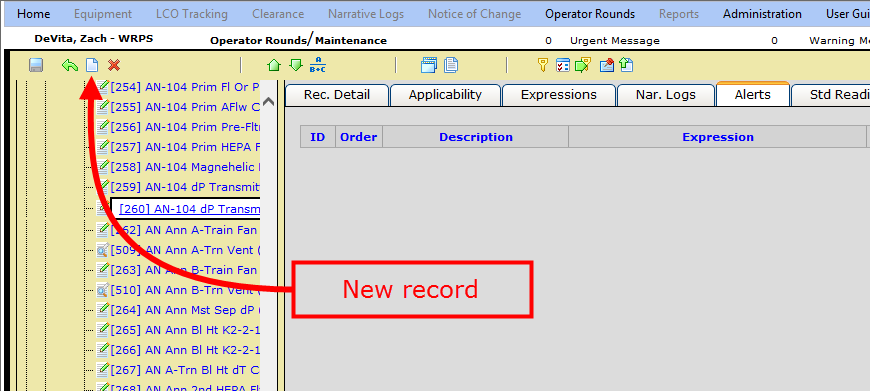 Home Equipment LCO Tracking Clearance Narrative Logs Notice of Change Operator Rounds Reports Administration User Gui
DeVita, Zach - WRPS Operator Rounds/Maintenance 0 Urgent Message 0 Warning Me
A+B
C
Rec. Detail Applicability Expressions Nar. Logs Alerts Std Readi
ID Order Description Expression
[254] AN-104 Prim Fl Or P
[255] AN-104 Prim AFlw C
[256] AN-104 Prim Pre-Fltr
[257] AN-104 Prim HEPA F
[258] AN-104 Magnehelic
[259] AN-104 dP Transmitt
[260] AN-104 dP Transm
[262] AN Ann A-Train Fan
[509] AN Ann A-Trn Vent (
[263] AN Ann B-Train Fan
[510] AN Ann B-Trn Vent (
[264] AN Ann Mst Sep dP (
[265] AN Ann Bl Ht K2-2-1
[266] AN Ann Bl Ht K2-2-
[267] AN A-Trn Bl Ht dT C
[268] AN Ann 2nd HEPA Fl
New record